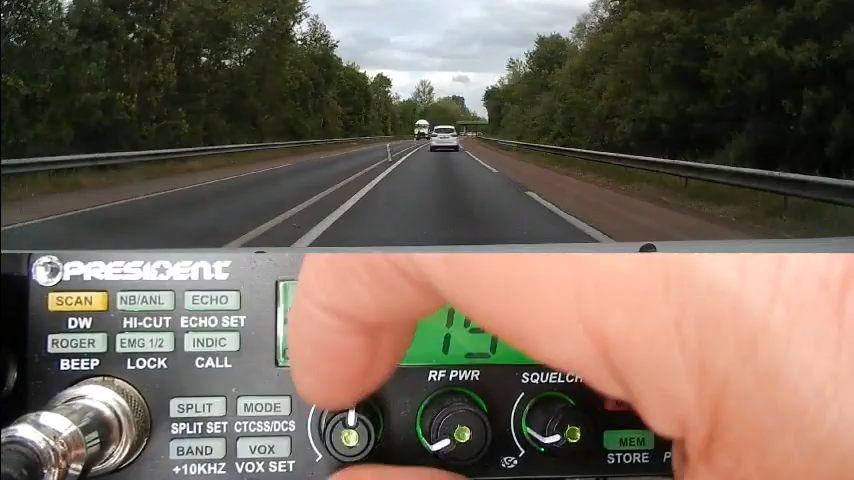 PRESIDENT
SCAN NB/ANL ECHO
DW HI-CUT ECHO SET
ROGER EMG 1/2 INDIC
BEEP LOCK CALL
19
RF PWR SQUELCH
SPLIT MODE
SPLIT SET CTCSS/DCS
BAND VOX
+10KHZ VOX SET
MEM
STORE